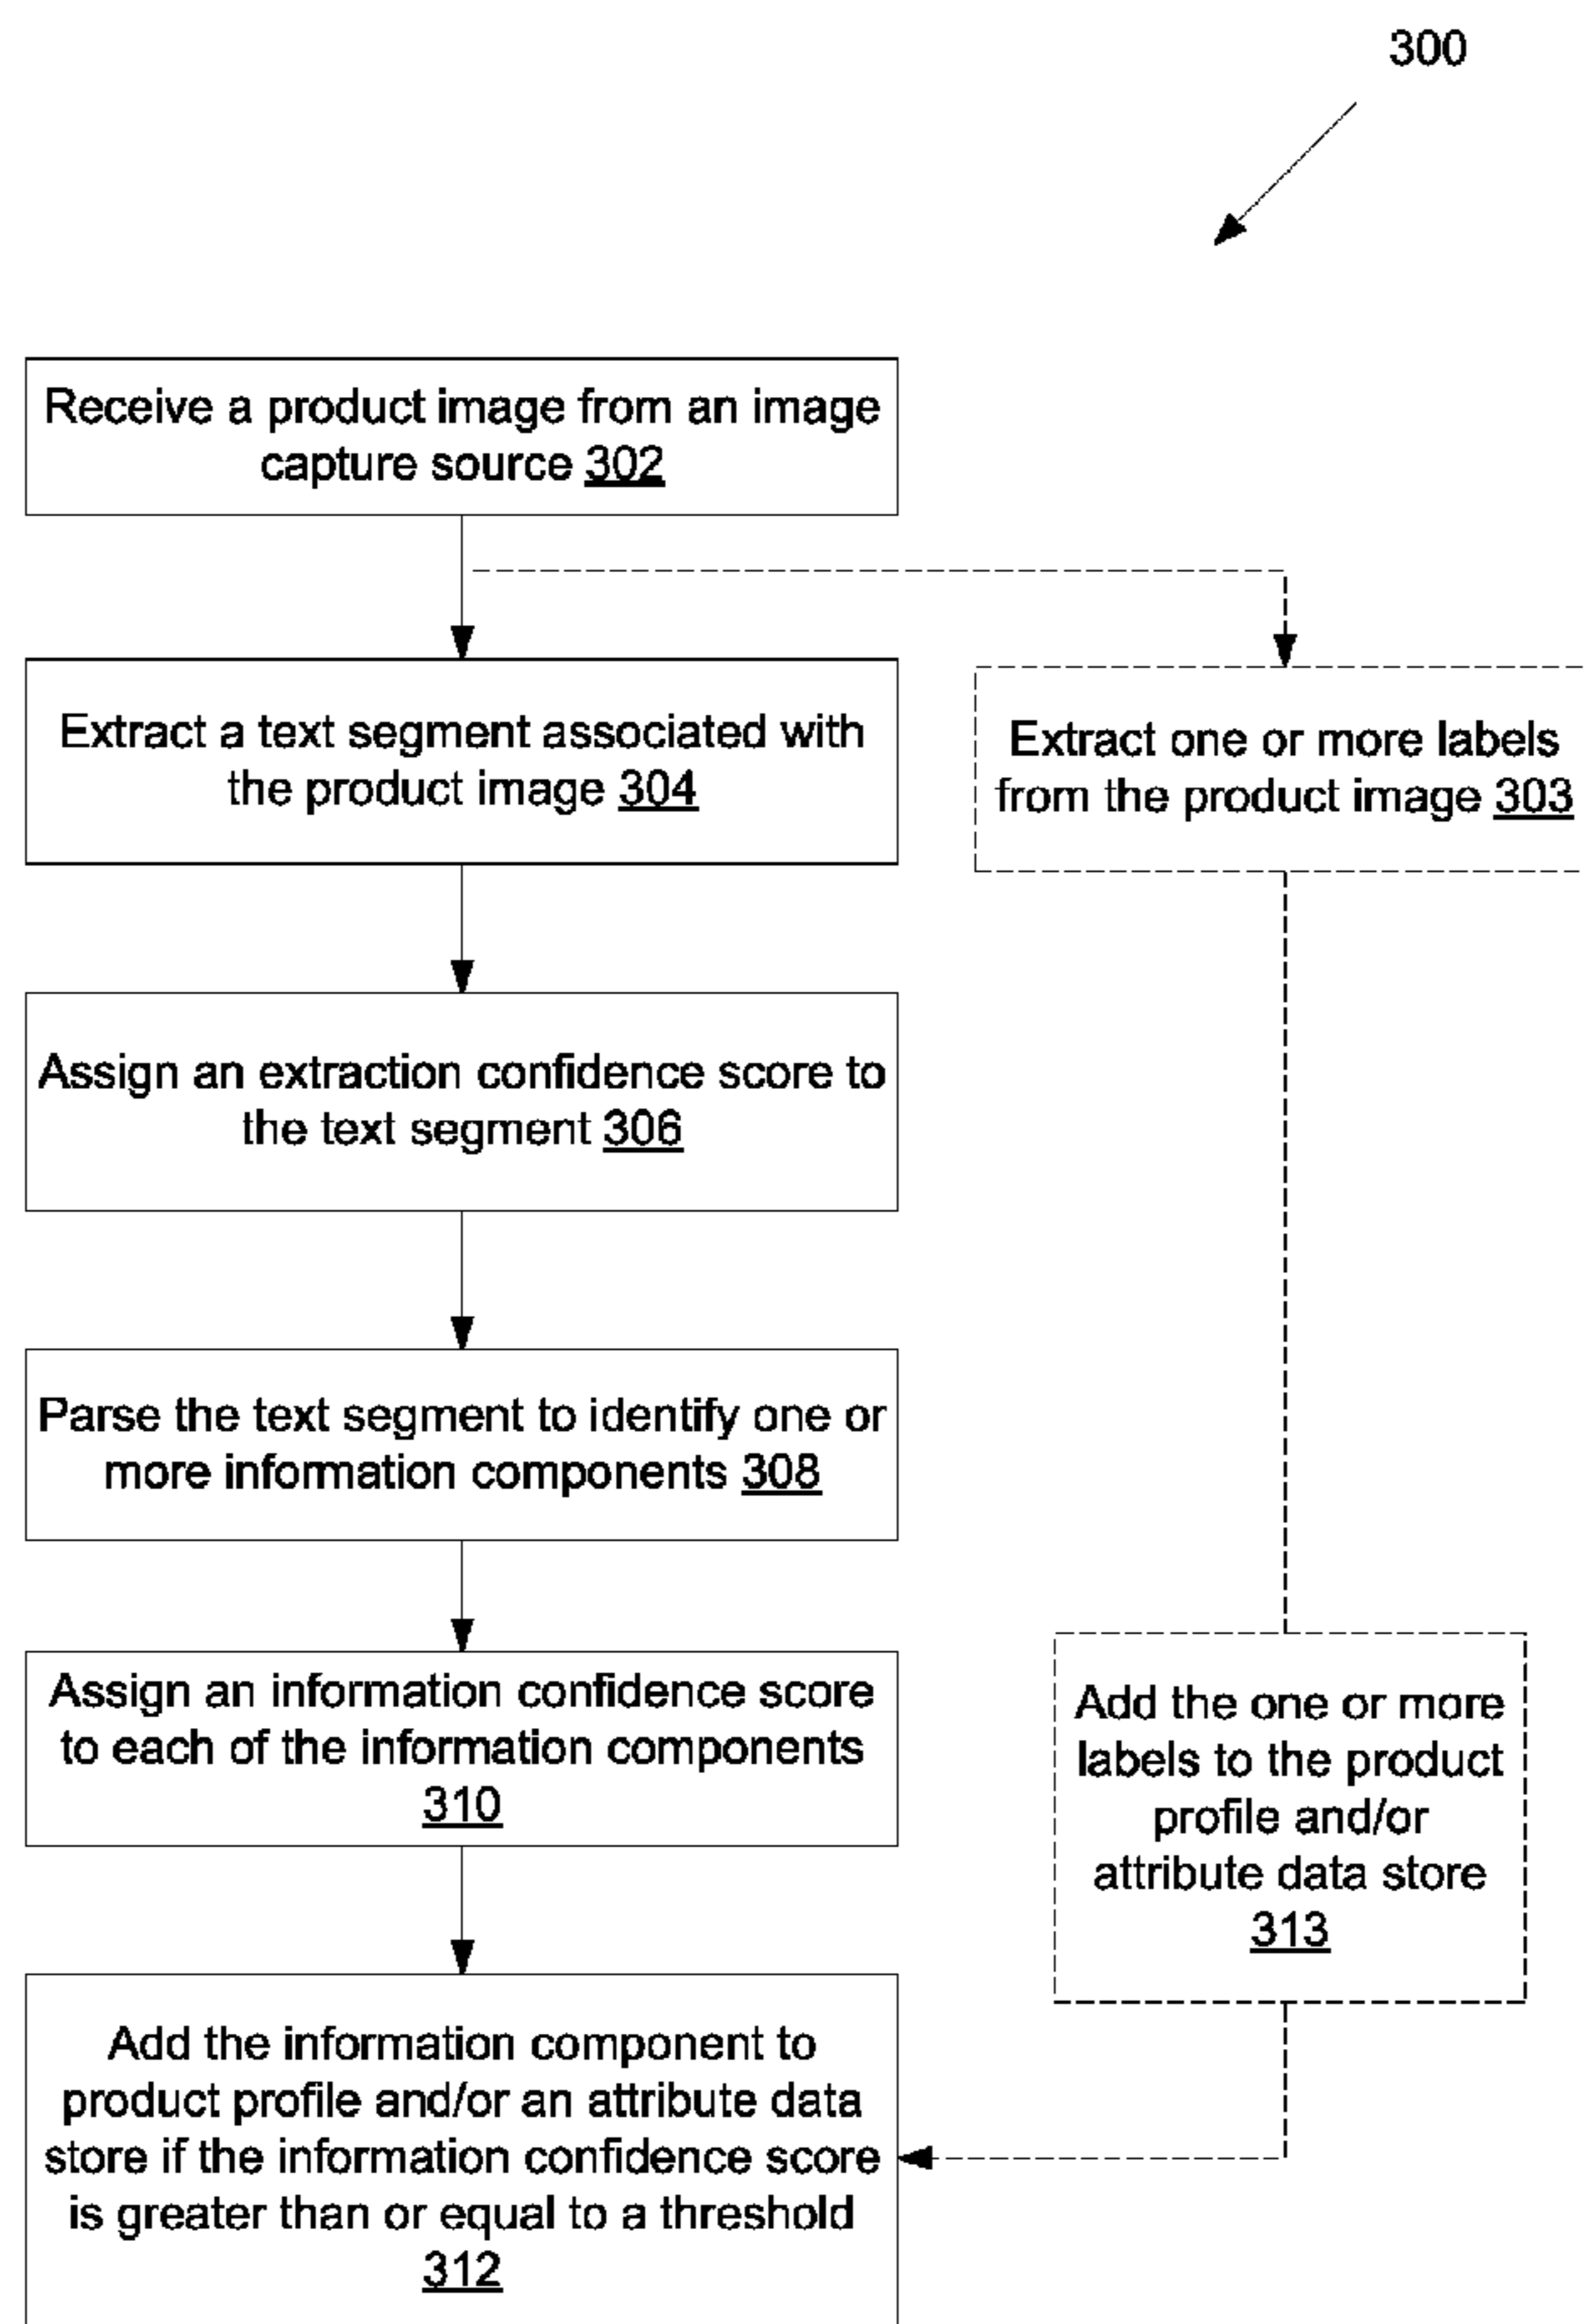 300
Receive a product image from an image
capture source 302
Extract a text segment associated with
the product image 304
Extract one or more labels
from the product image 303
Assign an extraction confidence score to
the text segment 306
Parse the text segment to identify one or
more information components 308
Assign an information confidence score
to each of the information components
310
Add the one or more
labels to the product
profile and/or
attribute data store
313
Add the information component to
product profile and/or an attribute data
store if the information confidence score
is greater than or equal to a threshold
312